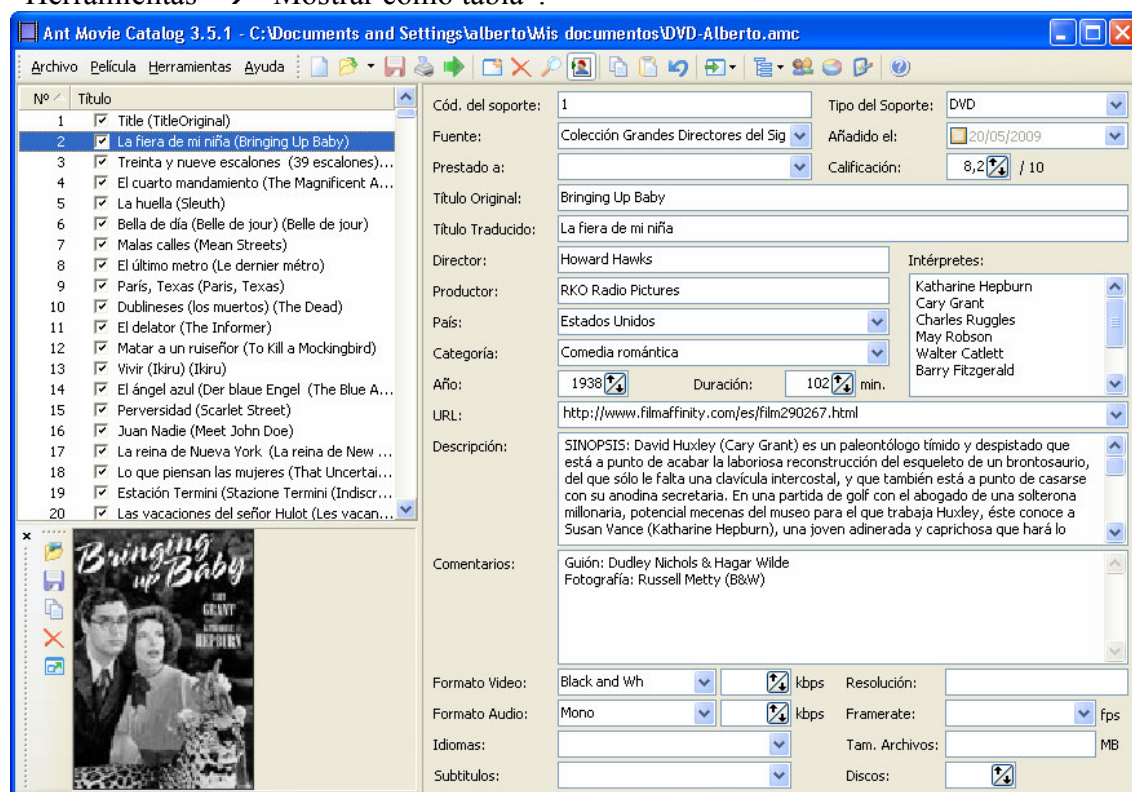 "Herramientas" → "Mostrar como tabla".
Ant Movie Catalog 3.5.1 - C:\Documents and Settings\alberto\Mis documentos\DVD-Alberto.amc
Archivo Película Herramientas Ayuda
Nº Título
1 Title (TitleOriginal)
2 La fiera de mi niña (Bringing Up Baby)
3 Treinta y nueve escalones (39 escalones)...
4 El cuarto mandamiento (The Magnificent A...
5 La huella (Sleuth)
6 Bella de día (Belle de jour) (Belle de jour)
7 Malas calles (Mean Streets)
8 El último metro (Le dernier métro)
9 París, Texas (Paris, Texas)
10 Dublineses (los muertos) (The Dead)
11 El delator (The Informer)
12 Matar a un ruiseñor (To Kill a Mockingbird)
13 Vivir (Ikiru) (Ikiru)
14 El ángel azul (Der blaue Engel (The Blue A...
15 Perversidad (Scarlet Street)
16 Juan Nadie (Meet John Doe)
17 La reina de Nueva York (La reina de New ...
18 Lo que piensan las mujeres (That Uncertai...
19 Estación Termini (Stazione Termini (Indiscr...
20 Las vacaciones del señor Hulot (Les vacan...
Bringing
up Baby
GRANT
HEPBURN
Cód. del soporte: 1 Tipo del Soporte: DVD
Fuente: Colección Grandes Directores del Sig Añadido el: 20/05/2009
Prestado a: Calificación: 8,2 / 10
Título Original: Bringing Up Baby
Título Traducido: La fiera de mi niña
Director: Howard Hawks
Productor: RKO Radio Pictures
País: Estados Unidos
Categoría: Comedia romántica
Año: 1938 Duración: 102 min.
Intérpretes:
Katharine Hepburn
Cary Grant
Charles Ruggles
May Robson
Walter Catlett
Barry Fitzgerald
URL: http://www.filmaffinity.com/es/film290267.html
Descripción: SINOPSIS: David Huxley (Cary Grant) es un paleontólogo tímido y despistado que
está a punto de acabar la laboriosa reconstrucción del esqueleto de un brontosaurio,
del que sólo le falta una clavícula intercostal, y que también está a punto de casarse
con su anodina secretaria. En una partida de golf con el abogado de una solterona
millonaria, potencial mecenas del museo para el que trabaja Huxley, éste conoce a
Susan Vance (Katharine Hepburn), una joven adinerada y caprichosa que hará lo
Comentarios: Guión: Dudley Nichols & Hagar Wilde
Fotografía: Russell Metty (B&W)
Formato Video: Black and Wh kbps Resolución:
Formato Audio: Mono kbps Framerate: fps
Idiomas: Tam. Archivos: MB
Subtitulos: Discos: